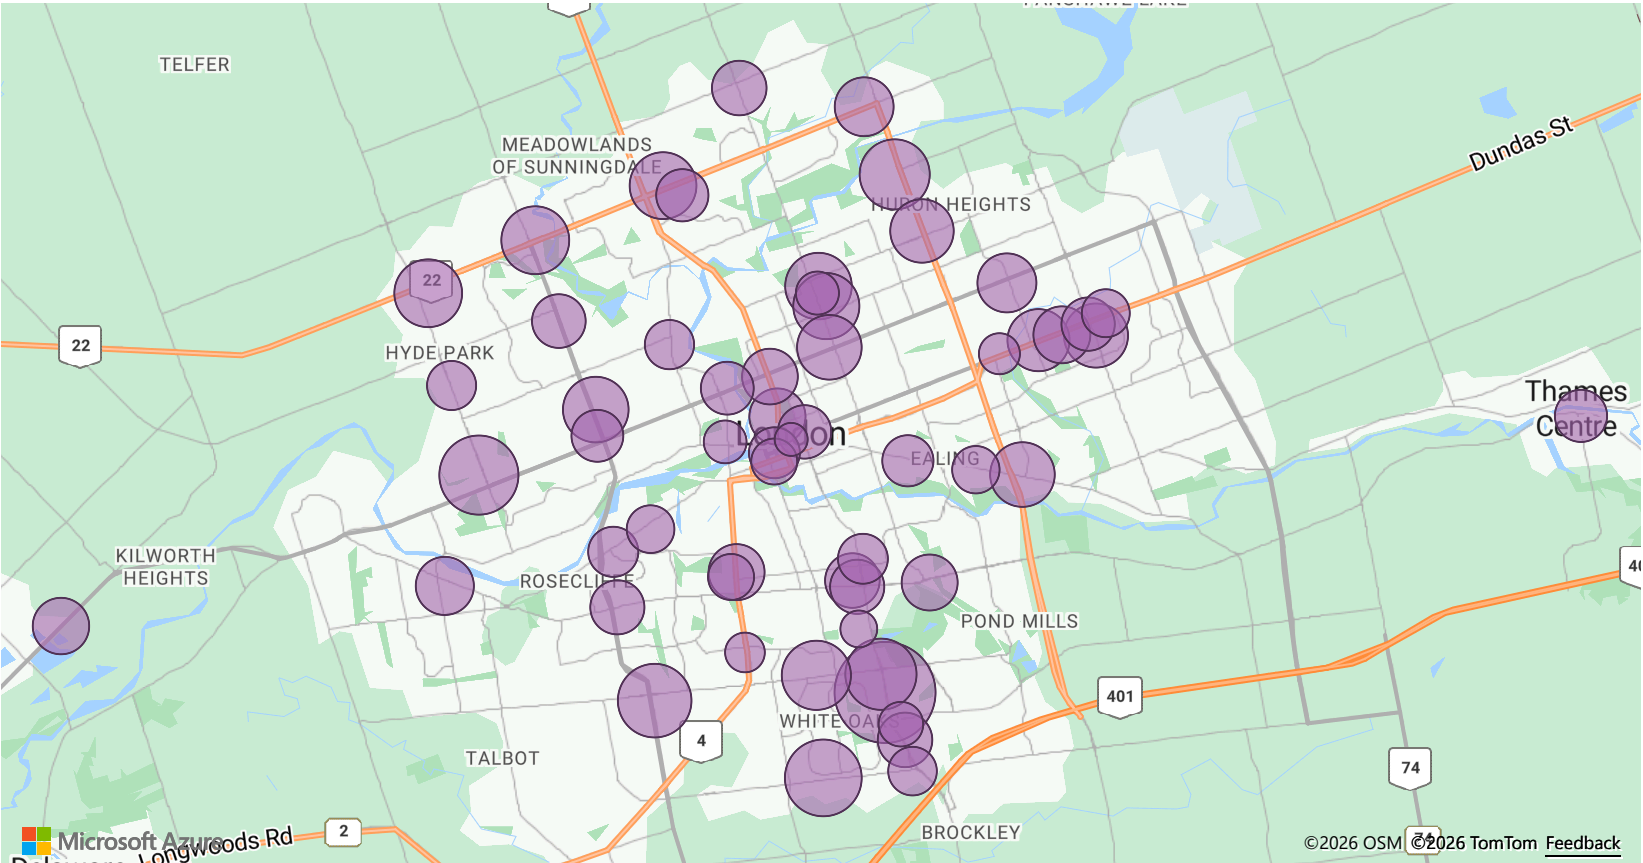 TELFER
MEADOWLANDS
OF SUNNINGDALE
Dundas St
HURON HEIGHTS
22
22
HYDE PARK
Thames
Centre
London
EALING
KILWORTH
HEIGHTS
ROSECLIFFE
POND MILLS
401
WHITE OAKS
4
TALBOT
74
2
BROCKLEY
Microsoft Azure
Longwoods Rd
74
©2026 OSM ©2026 TomTom Feedback